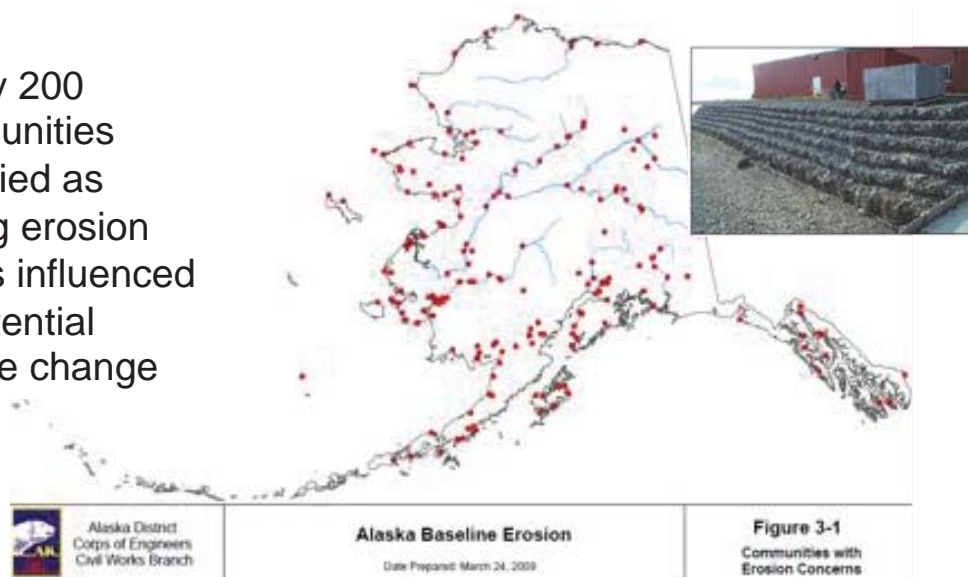 y 200
unities
ied as
g erosion
s influenced
tential
e change
Alaska District
Corps of Engineers
Civil Works Branch
Alaska Baseline Erosion
Date Prepared: March 24, 2009
Figure 3-1
Communities with
Erosion Concerns